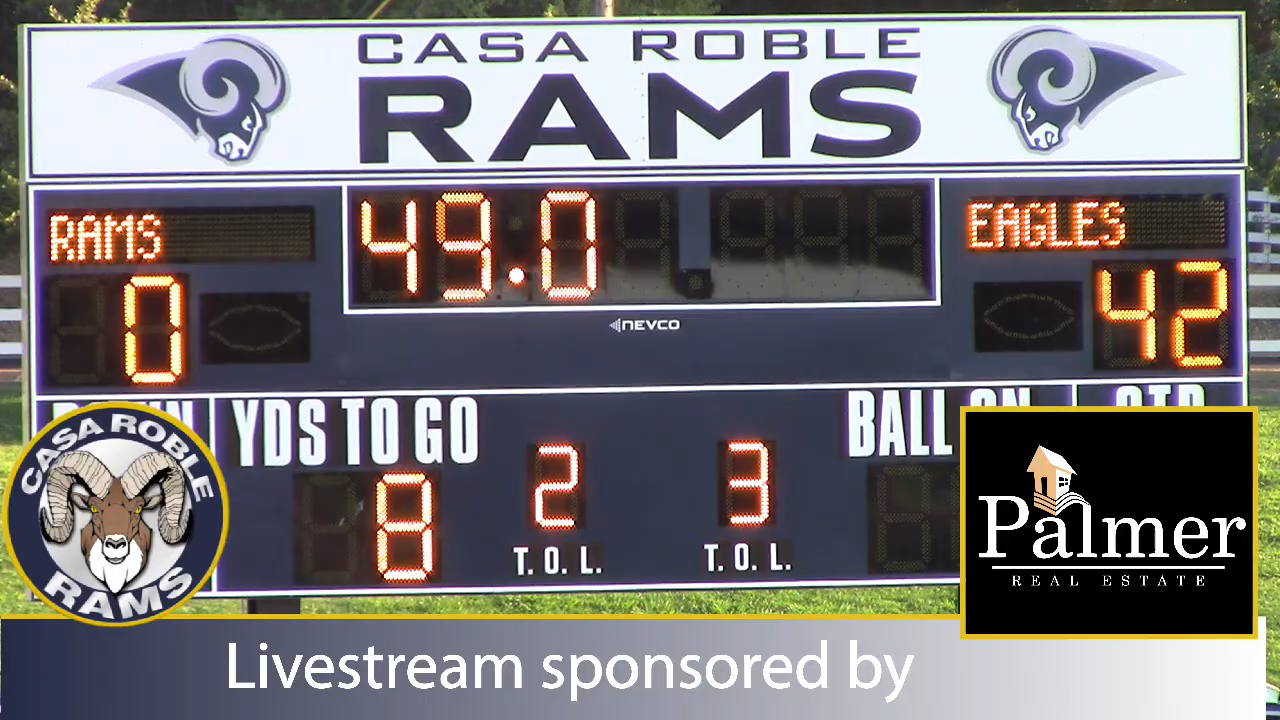 CASA ROBLE
RAMS
RAMS
49.0
EAGLES
0
42
NEVCO
YDS TO GO
BALL ON
8
2
3
T. O. L.
T. O. L.
CASA ROBLE
RAMS
Palmer
REAL ESTATE
Livestream sponsored by